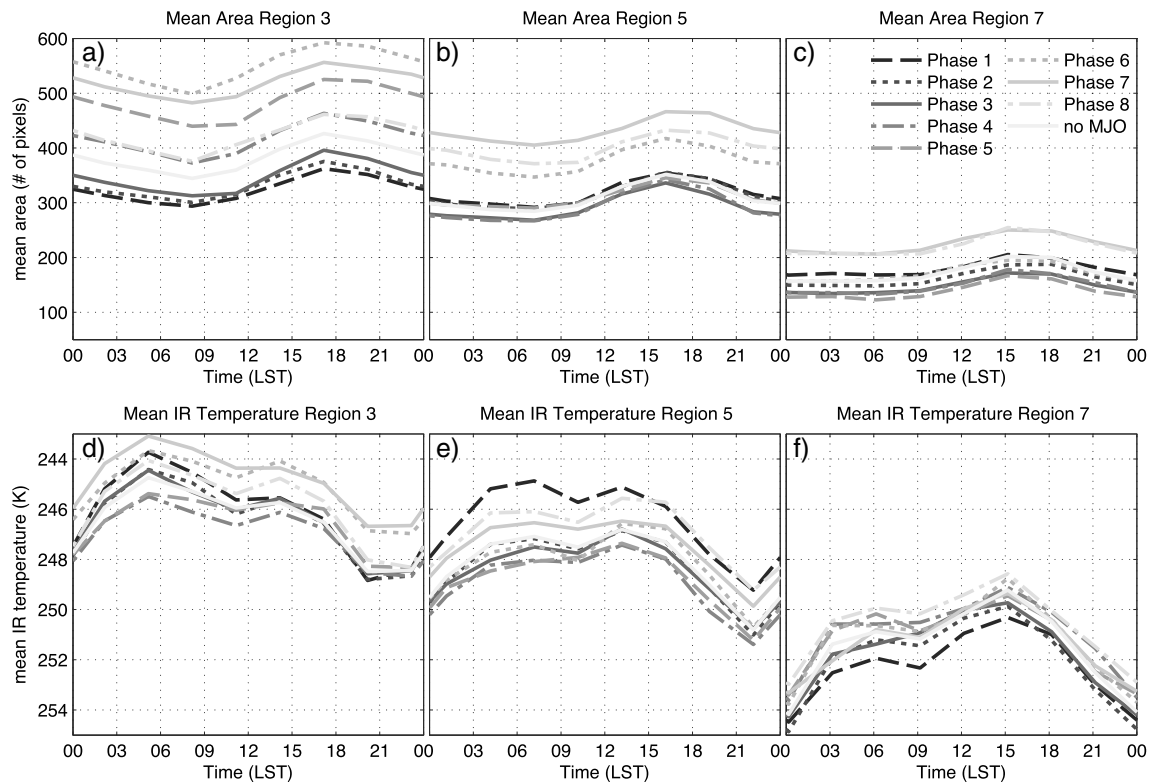 Mean Area Region 3
Mean Area Region 5
Mean Area Region 7
a)
b)
c)
mean area (# of pixels)
600
500
400
300
200
100
Phase 1
Phase 2
Phase 3
Phase 4
Phase 5
Phase 6
Phase 7
Phase 8
no MJO
00 03 06 09 12 15 18 21 00 03 06 09 12 15 18 21 00 03 06 09 12 15 18 21 00
Time (LST)
Time (LST)
Time (LST)
Mean IR Temperature Region 3
Mean IR Temperature Region 5
Mean IR Temperature Region 7
d)
e)
f)
mean IR temperature (K)
244
246
248
250
252
254
00 03 06 09 12 15 18 21 00 03 06 09 12 15 18 21 00 03 06 09 12 15 18 21 00
Time (LST)
Time (LST)
Time (LST)